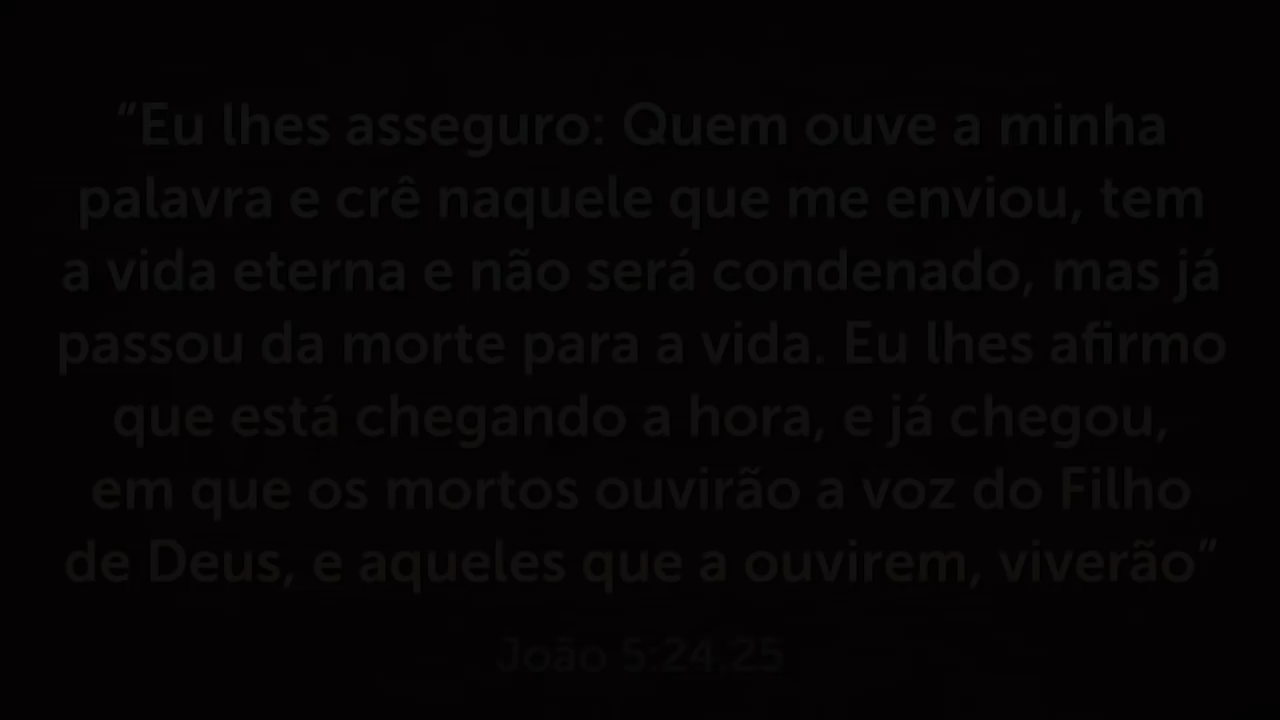 “Eu lhes asseguro: Quem ouve a minha
palavra e crê naquele que me enviou, tem
a vida eterna e não será condenado, mas já
passou da morte para a vida. Eu lhes afirmo
que está chegando a hora, e já chegou,
em que os mortos ouvirão a voz do Filho
de Deus, e aqueles que a ouvirem, viverão”
João 5:24,25